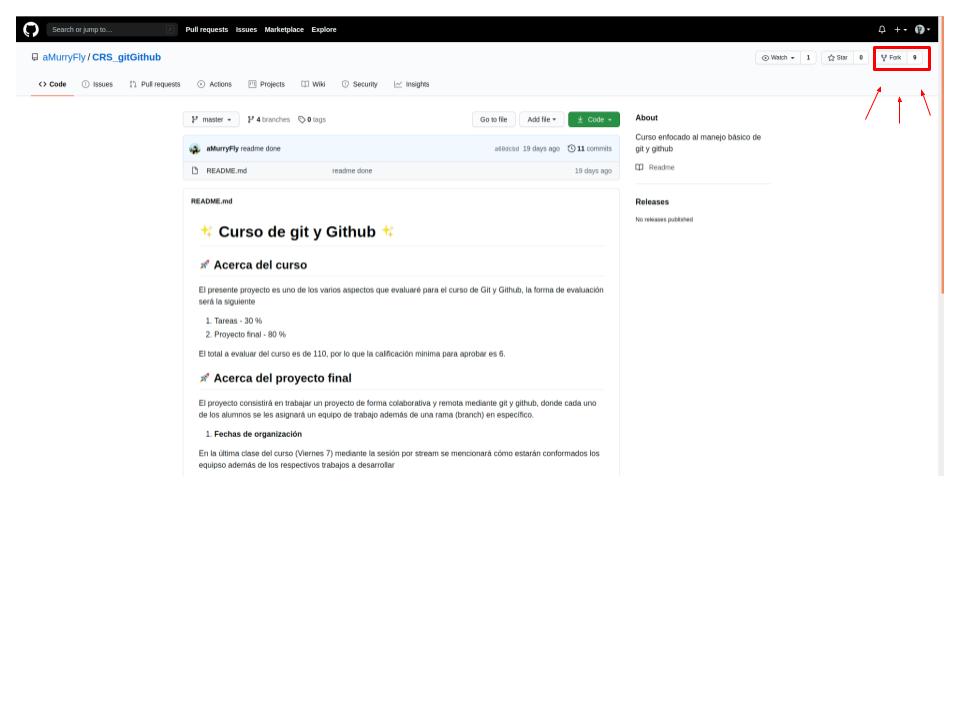 Search or jump to... /
Pull requests Issues Marketplace Explore
aMurryFly / CRS_gitGithub
Watch 1 Star 0 Fork 9
Code Issues Pull requests Actions Projects Wiki Security Insights
master 4 branches 0 tags
Go to file Add file Code
aMurryFly readme done 19 days ago 11 commits
README.md readme done 19 days ago
README.md
✨ Curso de git y Github ✨
🚀 Acerca del curso
El presente proyecto es uno de los varios aspectos que evaluaré para el curso de Git y Github, la forma de evaluación
será la siguiente
1. Tareas - 30 %
2. Proyecto final - 80 %
El total a evaluar del curso es de 110, por lo que la calificación minima para aprobar es 6.
🚀 Acerca del proyecto final
El proyecto consistirá en trabajar un proyecto de forma colaborativa y remota mediante git y github, donde cada uno
de los alumnos se les asignará un equipo de trabajo además de una rama (branch) en específico.
1. Fechas de organización
En la última clase del curso (Viernes 7) mediante la sesión por stream se mencionará cómo estarán conformados los
equipso además de los respectivos trabajos a desarrollar
About
Curso enfocado al manejo básico de
git y github
Readme
Releases
No releases published